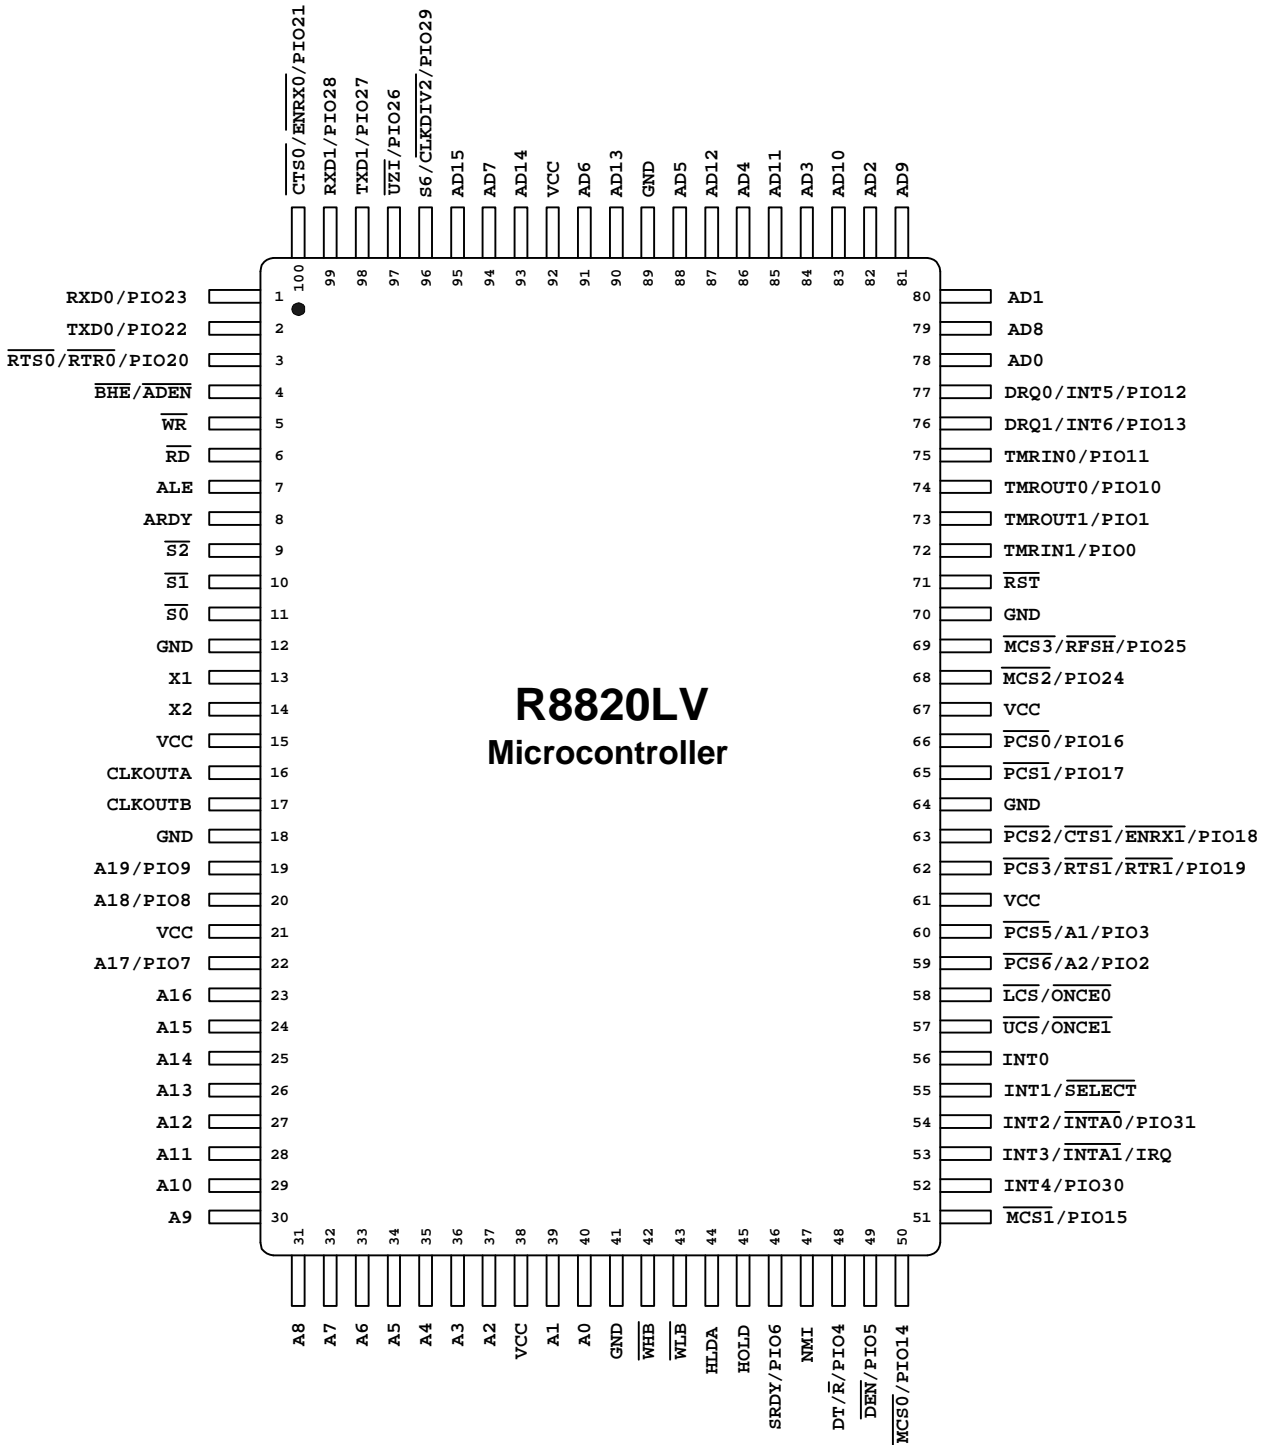 CTS0/ENRX0/PIO21
RXD1/PIO28
TXD1/PIO27
UZI/PIO26
S6/CLKDIV2/PIO29
AD15
AD7
AD14
VCC
AD6
AD13
GND
AD5
AD12
AD4
AD11
AD3
AD10
AD2
AD9
100 99 98 97 96 95 94 93 92 91 90 89 88 87 86 85 84 83 82 81
RXD0/PIO23 1 80 AD1
TXD0/PIO22 2 79 AD8
RTS0/RTR0/PIO20 3 78 AD0
BHE/ADEN 4 77 DRQ0/INT5/PIO12
WR 5 76 DRQ1/INT6/PIO13
RD 6 75 TMRIN0/PIO11
ALE 7 74 TMROUT0/PIO10
ARDY 8 73 TMROUT1/PIO1
S2 9 72 TMRIN1/PIO0
S1 10 71 RST
S0 11 70 GND
GND 12 69 MCS3/RFSH/PIO25
X1 13 68 MCS2/PIO24
X2 14 67 VCC
R8820LV
VCC 15 66 PCS0/PIO16
Microcontroller
CLKOUTA 16 65 PCS1/PIO17
CLKOUTB 17 64 GND
GND 18 63 PCS2/CTS1/ENRX1/PIO18
A19/PIO9 19 62 PCS3/RTS1/RTR1/PIO19
A18/PIO8 20 61 VCC
VCC 21 60 PCS5/A1/PIO3
A17/PIO7 22 59 PCS6/A2/PIO2
A16 23 58 LCS/ONCE0
A15 24 57 UCS/ONCE1
A14 25 56 INT0
A13 26 55 INT1/SELECT
A12 27 54 INT2/INTA0/PIO31
A11 28 53 INT3/INTA1/IRQ
A10 29 52 INT4/PIO30
A9 30 51 MCS1/PIO15
31 32 33 34 35 36 37 38 39 40 41 42 43 44 45 46 47 48 49 50
A8
A7
A6
A5
A4
A3
A2
VCC
A1
A0
GND
WHB
WLB
HLDA
HOLD
SRDY/PIO6
NMI
DT/R/PIO4
DEN/PIO5
MCS0/PIO14